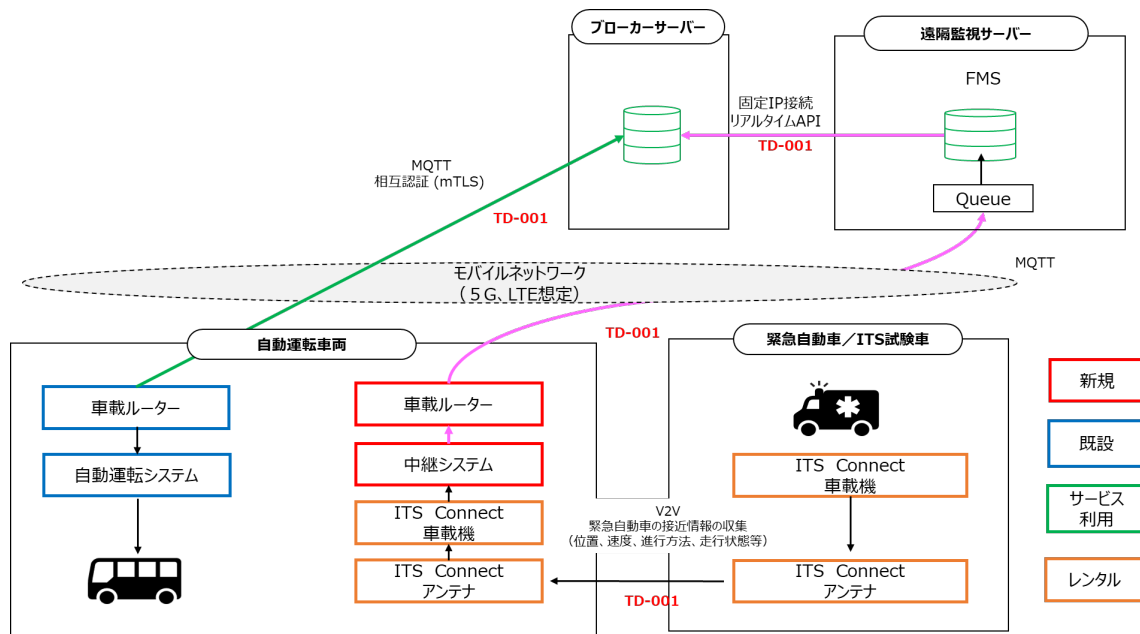 ブローカーサーバー
遠隔監視サーバー
FMS
固定IP接続
リアルタイムAPI
TD-001
Queue
MQTT
相互認証 (mTLS)
TD-001
モバイルネットワーク
（５G、LTE想定）
MQTT
TD-001
自動運転車両
緊急自動車／ITS試験車
車載ルーター
自動運転システム
車載ルーター
中継システム
ITS Connect
車載機
ITS Connect
アンテナ
V2V
緊急自動車の接近情報の収集
（位置、速度、進行方法、走行状態等）
TD-001
ITS Connect
車載機
ITS Connect
アンテナ
新規
既設
サービス
利用
レンタル